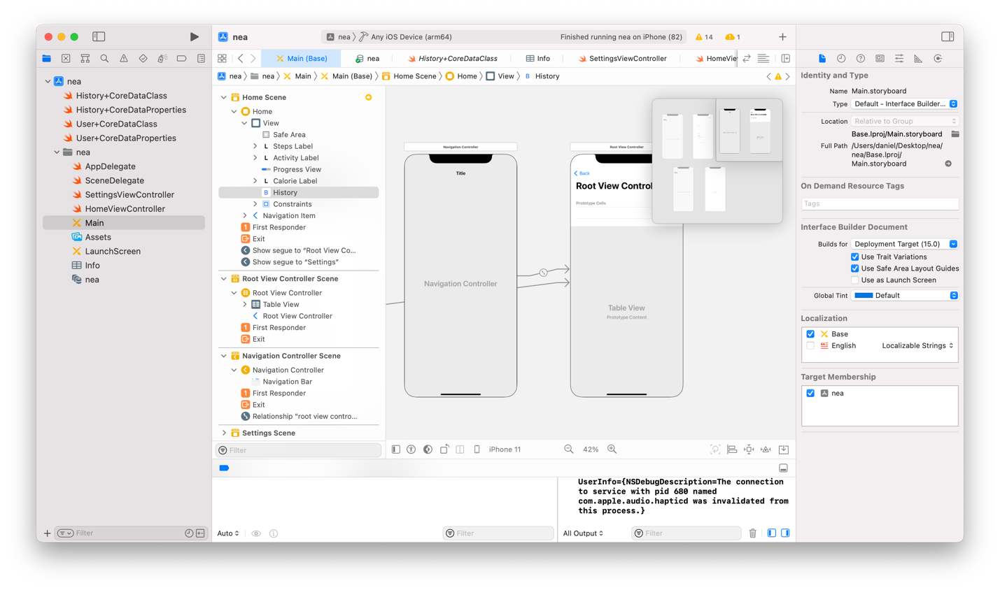 nea
nea
Any iOS Device (arm64)
Finished running nea on iPhone (82)
14
1
Main (Base)
nea
History+CoreDataClass
Info
SettingsViewController
HomeVie
nea
nea
Main
Main (Base)
Home Scene
Home
View
B
History
nea
History+CoreDataClass
History+CoreDataProperties
User+CoreDataClass
User+CoreDataProperties
nea
AppDelegate
SceneDelegate
SettingsViewController
HomeViewController
Main
Assets
LaunchScreen
Info
nea
Filter
Home Scene
Home
View
Safe Area
L Steps Label
L Activity Label
Progress View
L Calorie Label
B History
Constraints
Navigation Item
1 First Responder
Exit
Show segue to “Root View Co...
Show segue to “Settings”
Root View Controller Scene
Root View Controller
Table View
Root View Controller
1 First Responder
Exit
Navigation Controller Scene
Navigation Controller
Navigation Bar
1 First Responder
Exit
Relationship “root view contro...
Settings Scene
Filter
Navigation Controller
Title
Navigation Controller
Root View Controller
Back
Root View Control
Prototype Cells
Table View
Prototype Content
iPhone 11
42%
Auto
Filter
UserInfo={NSDebugDescription=The connection
to service with pid 680 named
com.apple.audio.hapticd was invalidated from
this process.}
All Output
Filter
Identity and Type
Name Main.storyboard
Type Default - Interface Builder...
Location Relative to Group
Base.lproj/Main.storyboard
Full Path /Users/daniel/Desktop/nea/
nea/Base.lproj/
Main.storyboard
On Demand Resource Tags
Tags
Interface Builder Document
Builds for Deployment Target (15.0)
Use Trait Variations
Use Safe Area Layout Guides
Use as Launch Screen
Global Tint Default
Localization
Base
English Localizable Strings
Target Membership
nea